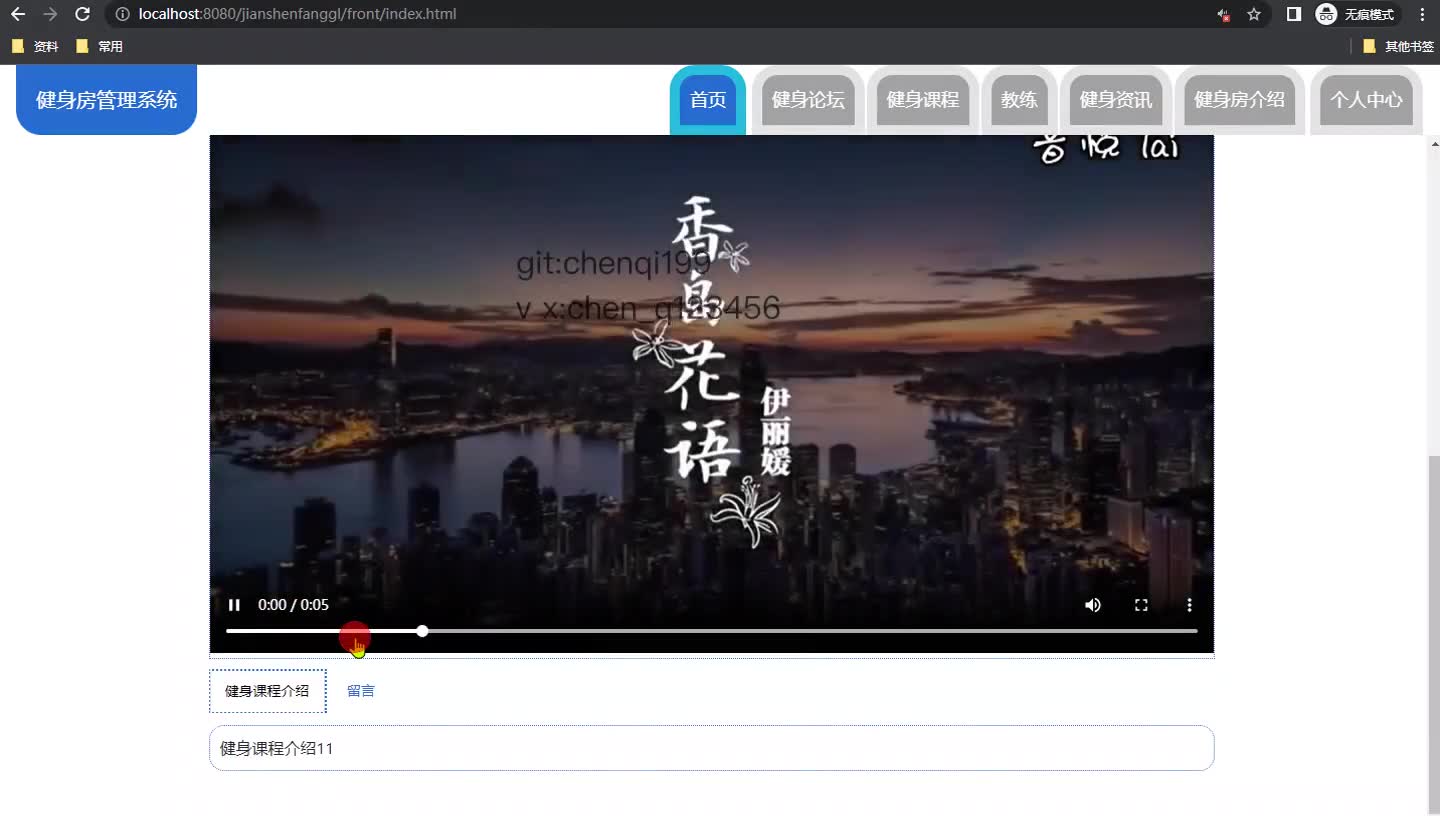 localhost:8080/jianshenfanggl/front/index.html
无痕模式
资料
常用
其他书签
健身房管理系统
首页
健身论坛
健身课程
教练
健身资讯
健身房介绍
个人中心
音悦 lai
香岛花语
伊丽媛
git:chenqi199
v x:chen_q123456
0:00 / 0:05
健身课程介绍
留言
健身课程介绍11